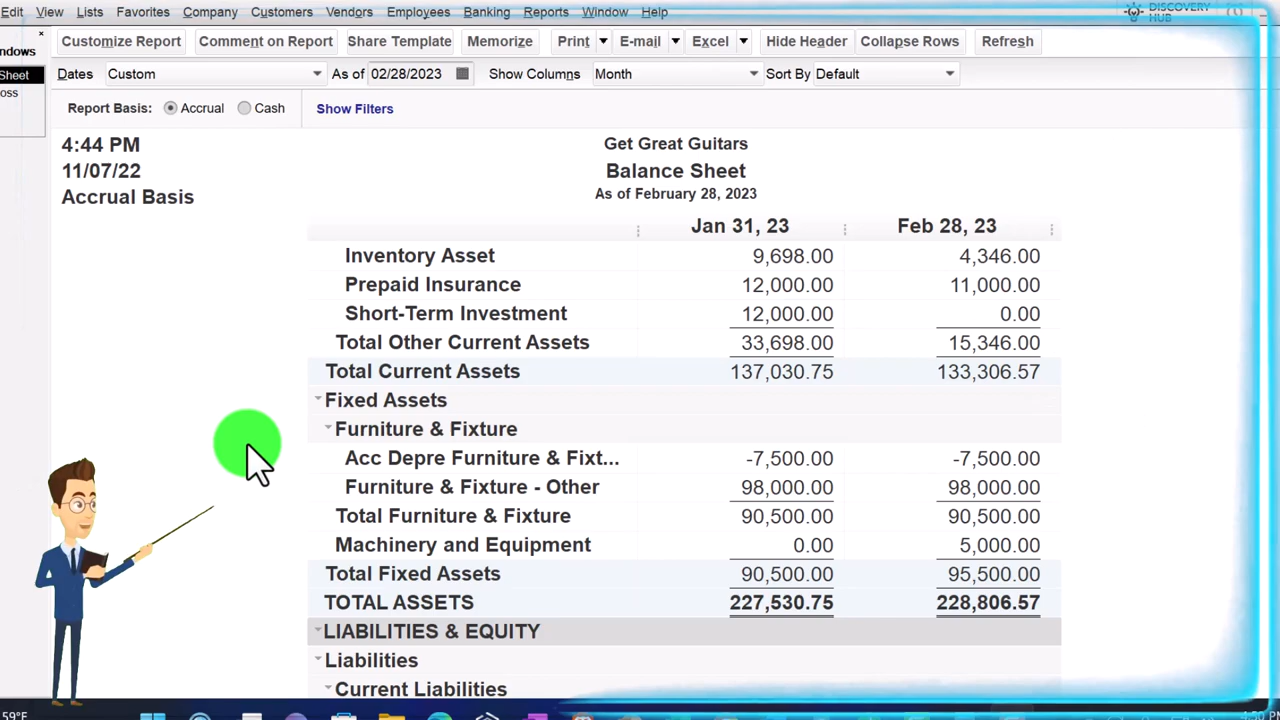 Edit View Lists Favorites Company Customers Vendors Employees Banking Reports Window Help
DISCOVERY
HUB
Customize Report Comment on Report Share Template Memorize Print E-mail Excel Hide Header Collapse Rows Refresh
ndows
Sheet
oss
Dates Custom As of 02/28/2023 Show Columns Month Sort By Default
Report Basis: Accrual Cash Show Filters
4:44 PM
11/07/22
Accrual Basis
Get Great Guitars
Balance Sheet
As of February 28, 2023
Jan 31, 23 Feb 28, 23
Inventory Asset 9,698.00 4,346.00
Prepaid Insurance 12,000.00 11,000.00
Short-Term Investment 12,000.00 0.00
Total Other Current Assets 33,698.00 15,346.00
Total Current Assets 137,030.75 133,306.57
Fixed Assets
Furniture & Fixture
Acc Depre Furniture & Fixt... -7,500.00 -7,500.00
Furniture & Fixture - Other 98,000.00 98,000.00
Total Furniture & Fixture 90,500.00 90,500.00
Machinery and Equipment 0.00 5,000.00
Total Fixed Assets 90,500.00 95,500.00
TOTAL ASSETS 227,530.75 228,806.57
LIABILITIES & EQUITY
Liabilities
Current Liabilities
59°F